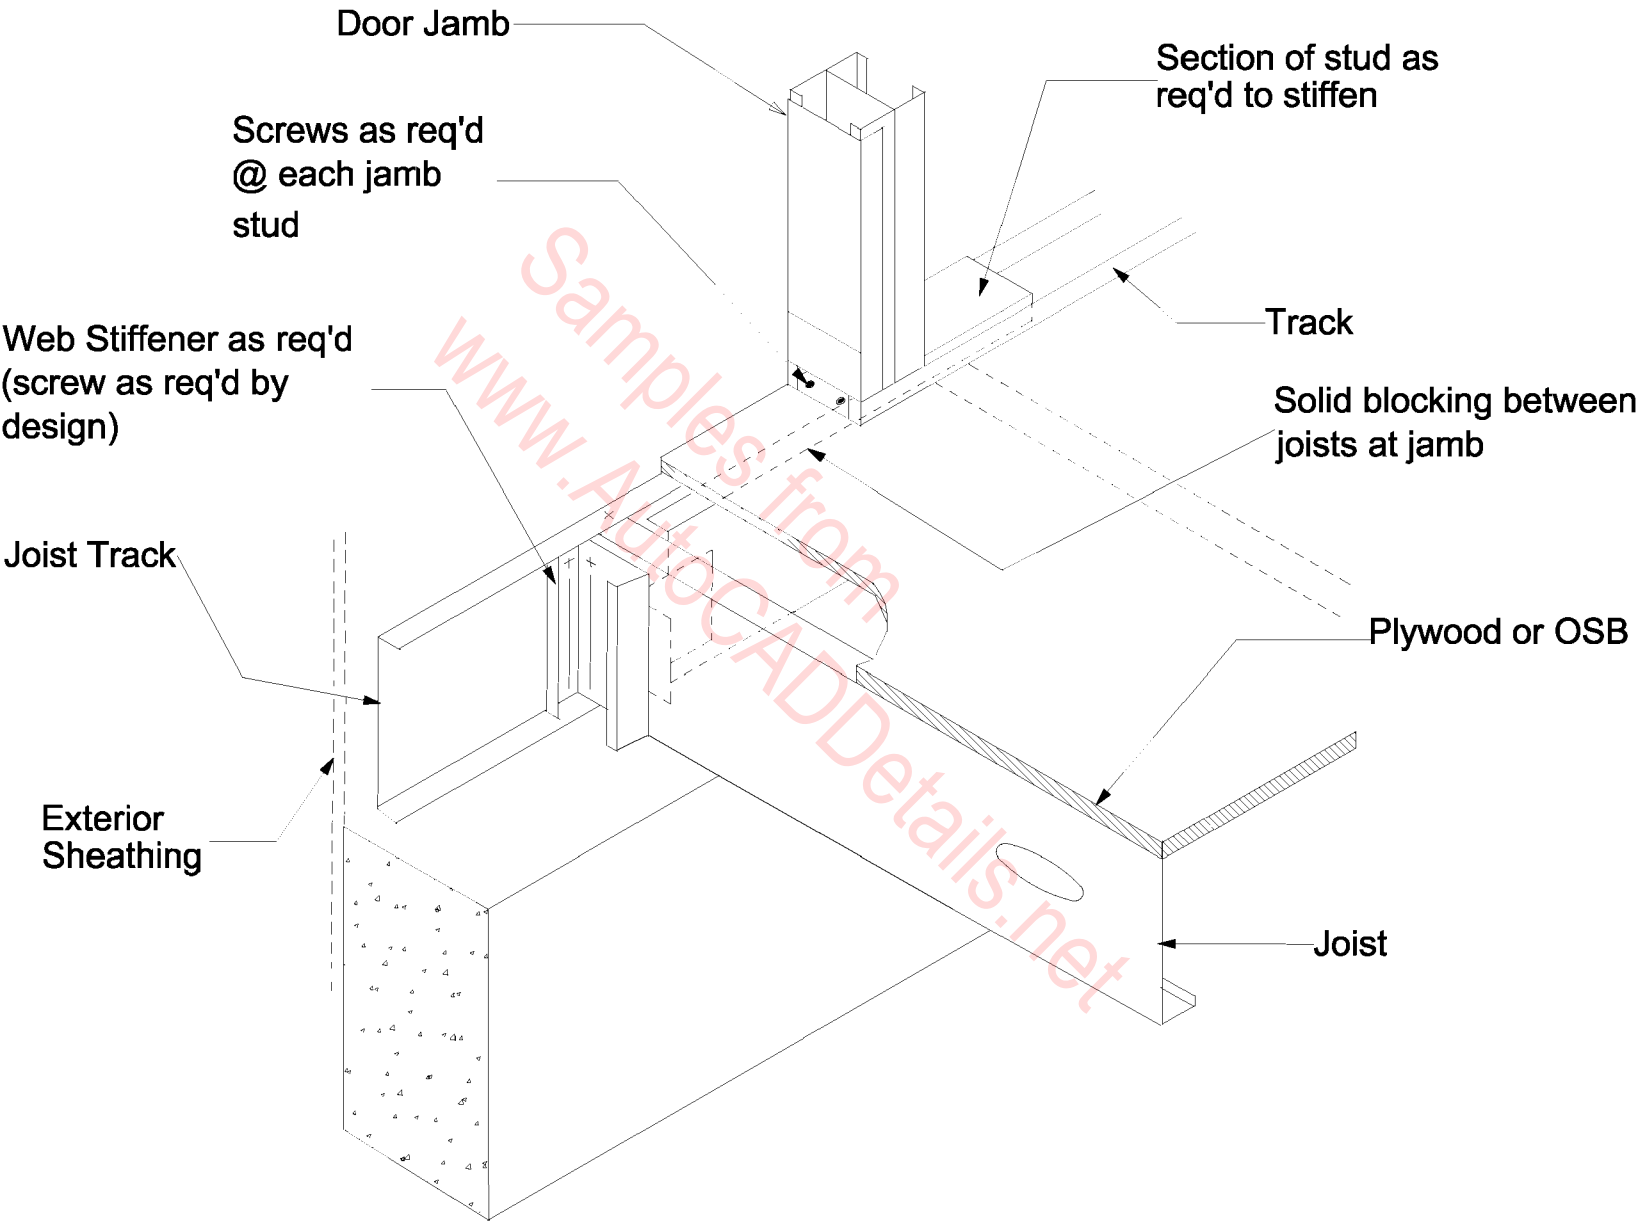 Door Jamb
Section of stud as
req'd to stiffen
Screws as req'd
@ each jamb
stud
Track
Web Stiffener as req'd
(screw as req'd by
design)
Solid blocking between
joists at jamb
Joist Track
Plywood or OSB
Exterior
Sheathing
Joist
Samples from
www.AutoCADDetails.net